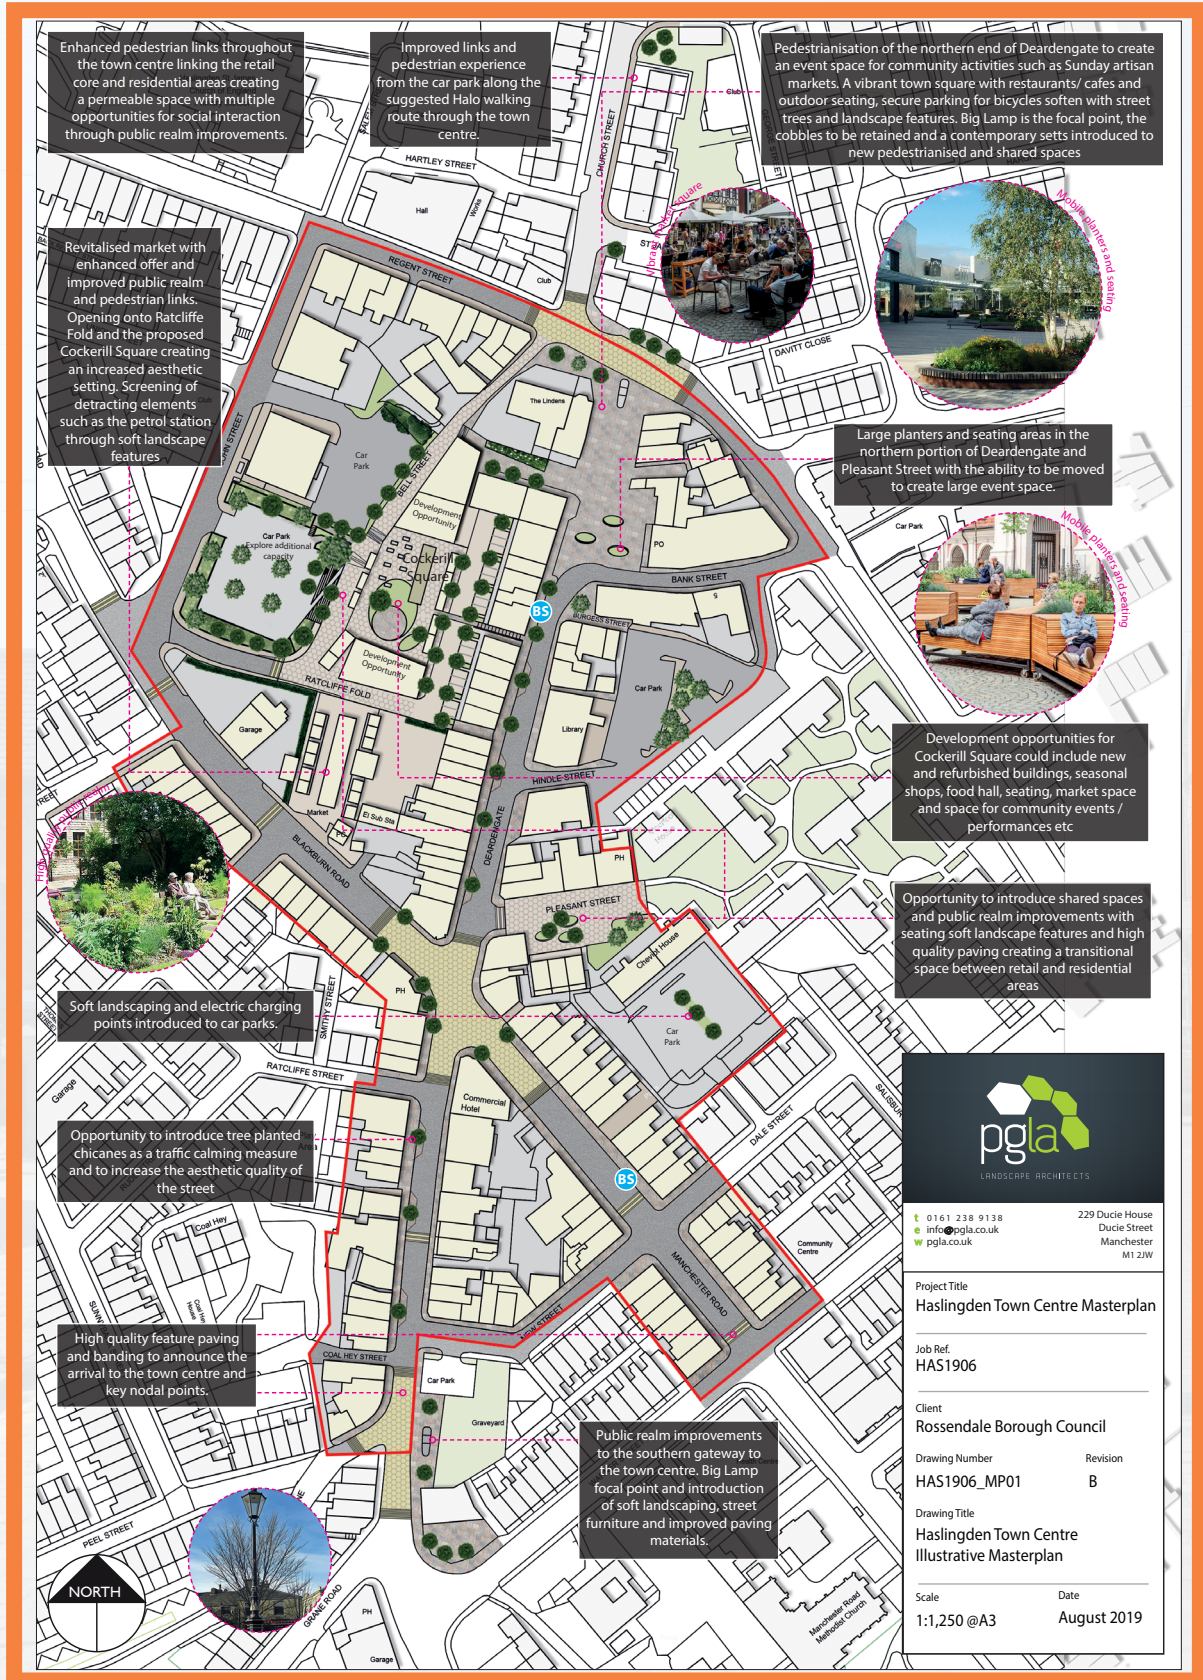 Enhanced pedestrian links throughout
the town centre linking the retail
core and residential areas creating
a permeable space with multiple
opportunities for social interaction
through public realm improvements.
Improved links and
pedestrian experience
from the car park along the
suggested Halo walking
route through the town
centre.
Pedestrianisation of the northern end of Deardengate to create
an event space for community activities such as Sunday artisan
markets. A vibrant town square with restaurants/ cafes and
outdoor seating, secure parking for bicycles soften with street
trees and landscape features. Big Lamp is the focal point, the
cobbles to be retained and a contemporary setts introduced to
new pedestrianised and shared spaces
Club
CHURCH STREET
HARTLEY STREET
Hall
Works
REGENT STREET
Club
Vibrant market square
Mobile planters and seating
DAVITT CLOSE
Revitalised market with
enhanced offer and
improved public realm
and pedestrian links.
Opening onto Ratcliffe
Fold and the proposed
Cockerill Square creating
an increased aesthetic
setting. Screening of
detracting elements
such as the petrol station
through soft landscape
features
JOHN STREET
The Lindens
Car
Park
BELL STREET
Large planters and seating areas in the
northern portion of Deardengate and
Pleasant Street with the ability to be moved
to create large event space.
Development
Opportunity
Car Park
Explore additional
capacity
Cockerill
Square
PO
Car Park
Mobile planters and seating
BANK STREET
BS
BURGESS STREET
Development
Opportunity
RATCLIFFE FOLD
Car Park
Garage
Library
HINDLE STREET
Development opportunities for
Cockerill Square could include new
and refurbished buildings, seasonal
shops, food hall, seating, market space
and space for community events /
performances etc
High quality public realm
Market
El Sub Sta
BLACKBURN ROAD
DEARDENGATE
PH
PLEASANT STREET
Cheviot House
Opportunity to introduce shared spaces
and public realm improvements with
seating soft landscape features and high
quality paving creating a transitional
space between retail and residential
areas
PH
Soft landscaping and electric charging
points introduced to car parks.
SMITHY STREET
Car
Park
RATCLIFFE STREET
Garage
Commercial
Hotel
DALE STREET
Opportunity to introduce tree planted
chicanes as a traffic calming measure
and to increase the aesthetic quality of
the street
BS
Coal Hey
Coal Hey
House
Community
Centre
MANCHESTER ROAD
NEW STREET
High quality feature paving
and banding to announce the
arrival to the town centre and
key nodal points.
COAL HEY STREET
Car Park
Graveyard
Public realm improvements
to the southern gateway to
the town centre. Big Lamp
focal point and introduction
of soft landscaping, street
furniture and improved paving
materials.
PEEL STREET
NORTH
GRANE ROAD
PH
Garage
Manchester Road
Methodist Church
pgla
LANDSCAPE ARCHITECTS
t 0161 238 9138
e info@pgla.co.uk
w pgla.co.uk
229 Ducie House
Ducie Street
Manchester
M1 2JW
Project Title
Haslingden Town Centre Masterplan
Job Ref.
HAS1906
Client
Rossendale Borough Council
Drawing Number
Revision
HAS1906_MP01
B
Drawing Title
Haslingden Town Centre
Illustrative Masterplan
Scale
Date
1:1,250 @A3
August 2019